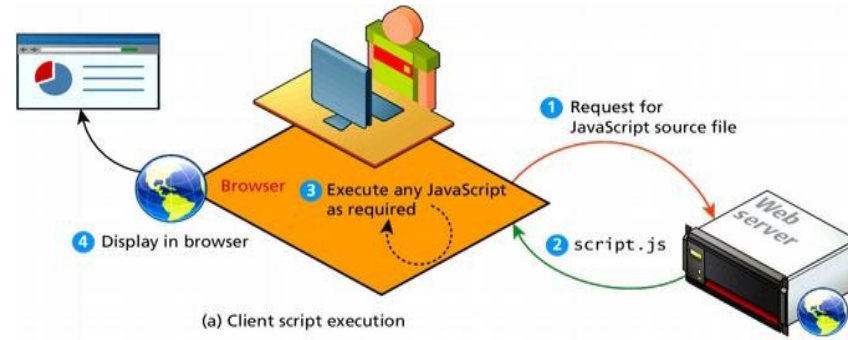 1 Request for
JavaScript source file
Web
server
Browser
3 Execute any JavaScript
as required
2 script.js
4 Display in browser
(a) Client script execution